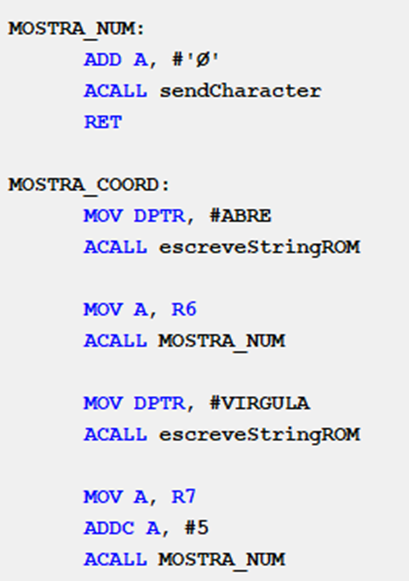 MOSTRA_NUM:
ADD A, #'0'
ACALL sendCharacter
RET
MOSTRA_COORD:
MOV DPTR, #ABRE
ACALL escreveStringROM
MOV A, R6
ACALL MOSTRA_NUM
MOV DPTR, #VIRGULA
ACALL escreveStringROM
MOV A, R7
ADDC A, #5
ACALL MOSTRA_NUM